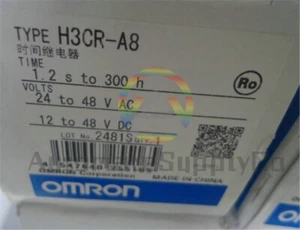 TYPE H3CR-A8
时间继电器
TIME
1.2 s to 300 h
VOLTS
24 to 48 V AC
12 to 48 V DC
Ro
LOT No. 2481S
OMRON Corporation
MADE IN CHINA
OMRON